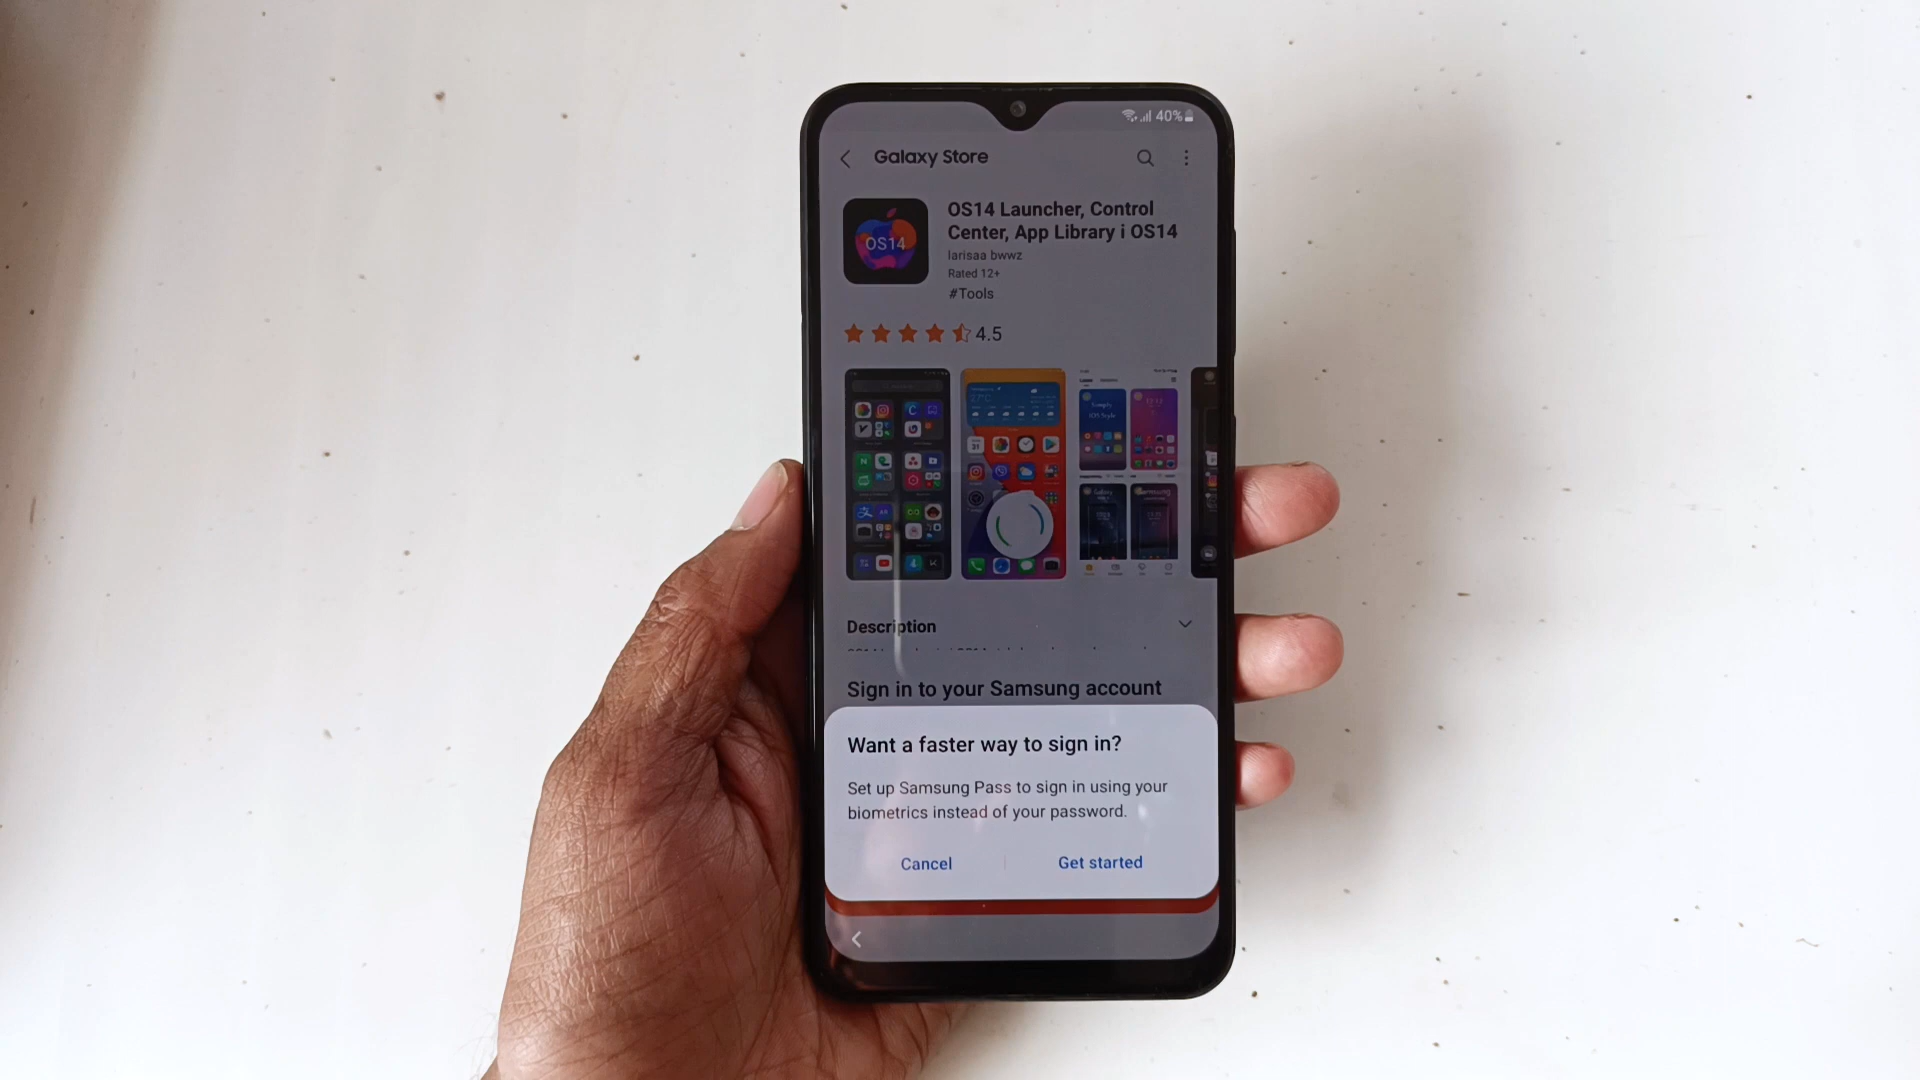 40%
Galaxy Store
OS14
OS14 Launcher, Control
Center, App Library i OS14
larisaa bwwz
Rated 12+
#Tools
4.5
Description
Sign in to your Samsung account
Want a faster way to sign in?
Set up Samsung Pass to sign in using your
biometrics instead of your password.
Cancel
Get started